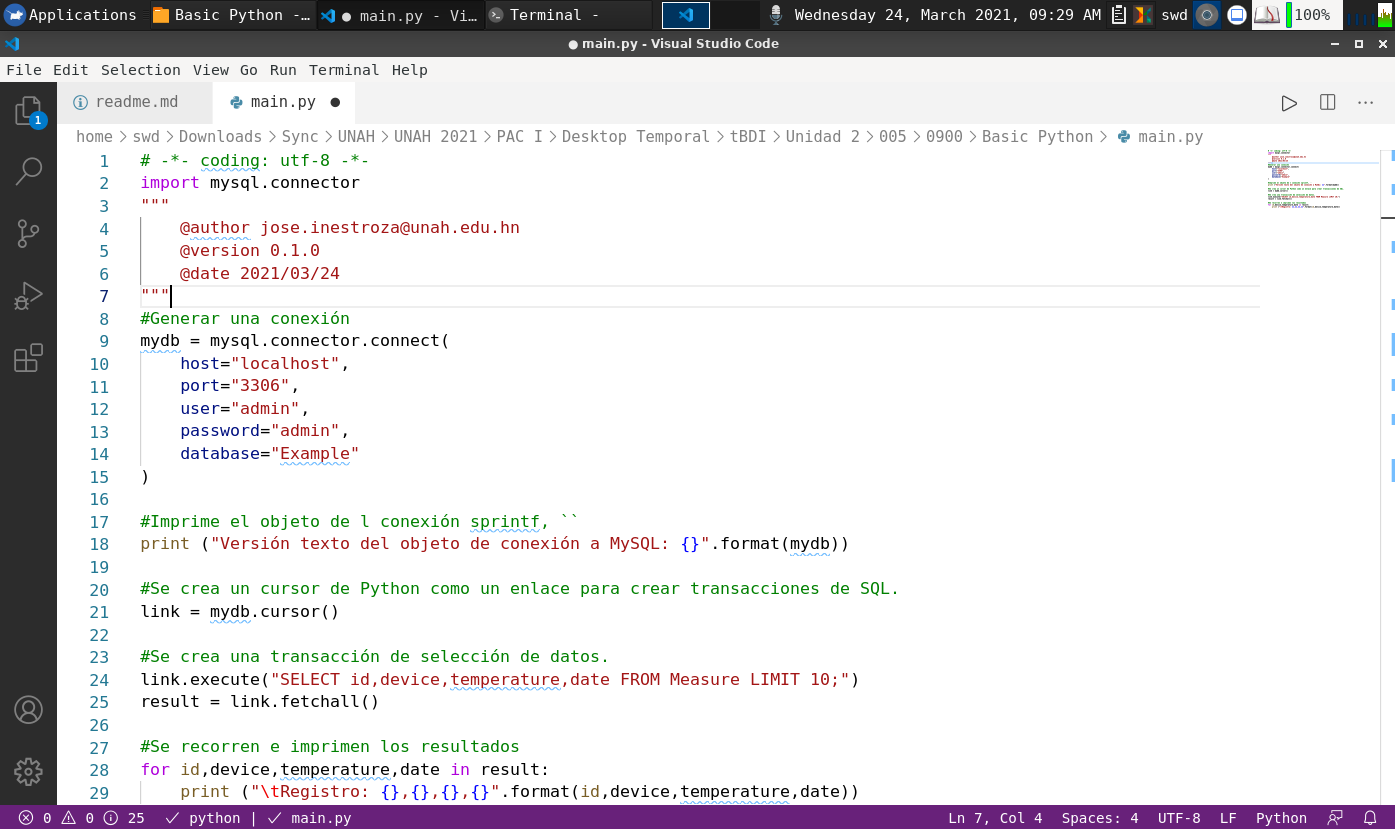 Applications Basic Python -... ● main.py - Vi... Terminal - Wednesday 24, March 2021, 09:29 AM swd 100%
● main.py - Visual Studio Code
File Edit Selection View Go Run Terminal Help
readme.md main.py ●
home > swd > Downloads > Sync > UNAH > UNAH 2021 > PAC I > Desktop Temporal > tBDI > Unidad 2 > 005 > 0900 > Basic Python > main.py
1 # -*- coding: utf-8 -*-
2 import mysql.connector
3 """
4 @author jose.inestroza@unah.edu.hn
5 @version 0.1.0
6 @date 2021/03/24
7 """
8 #Generar una conexión
9 mydb = mysql.connector.connect(
10 host="localhost",
11 port="3306",
12 user="admin",
13 password="admin",
14 database="Example"
15 )
16
17 #Imprime el objeto de l conexión sprintf, ``
18 print ("Versión texto del objeto de conexión a MySQL: {}".format(mydb))
19
20 #Se crea un cursor de Python como un enlace para crear transacciones de SQL.
21 link = mydb.cursor()
22
23 #Se crea una transacción de selección de datos.
24 link.execute("SELECT id,device,temperature,date FROM Measure LIMIT 10;")
25 result = link.fetchall()
26
27 #Se recorren e imprimen los resultados
28 for id,device,temperature,date in result:
29 print ("\tRegistro: {},{},{},{}".format(id,device,temperature,date))
1
0 0 25 python | main.py Ln 7, Col 4 Spaces: 4 UTF-8 LF Python